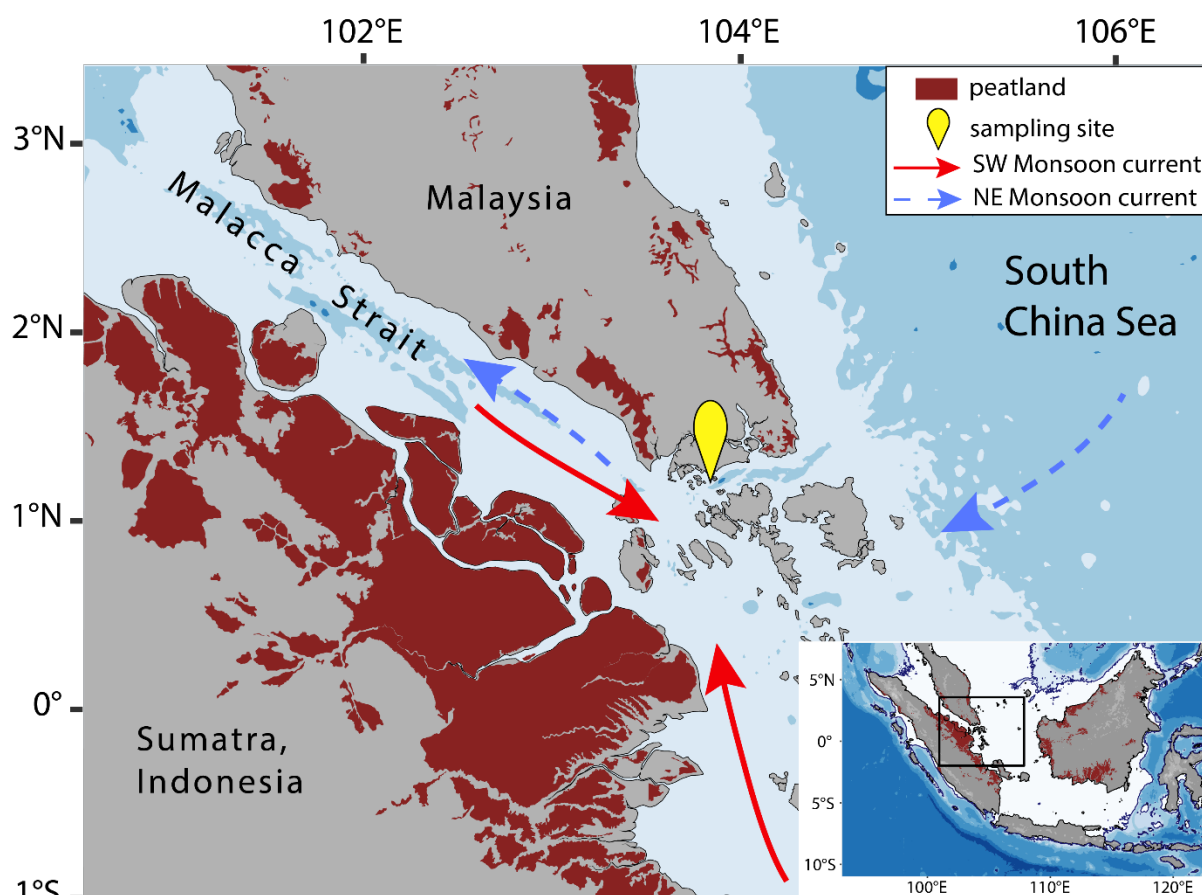 102°E
104°E
106°E
peatland
sampling site
SW Monsoon current
NE Monsoon current
3°N
Malaysia
Malacca Strait
South
China Sea
2°N
1°N
0°
Sumatra,
Indonesia
1°S
5°N
0°
5°S
10°S
100°E
110°E
120°E